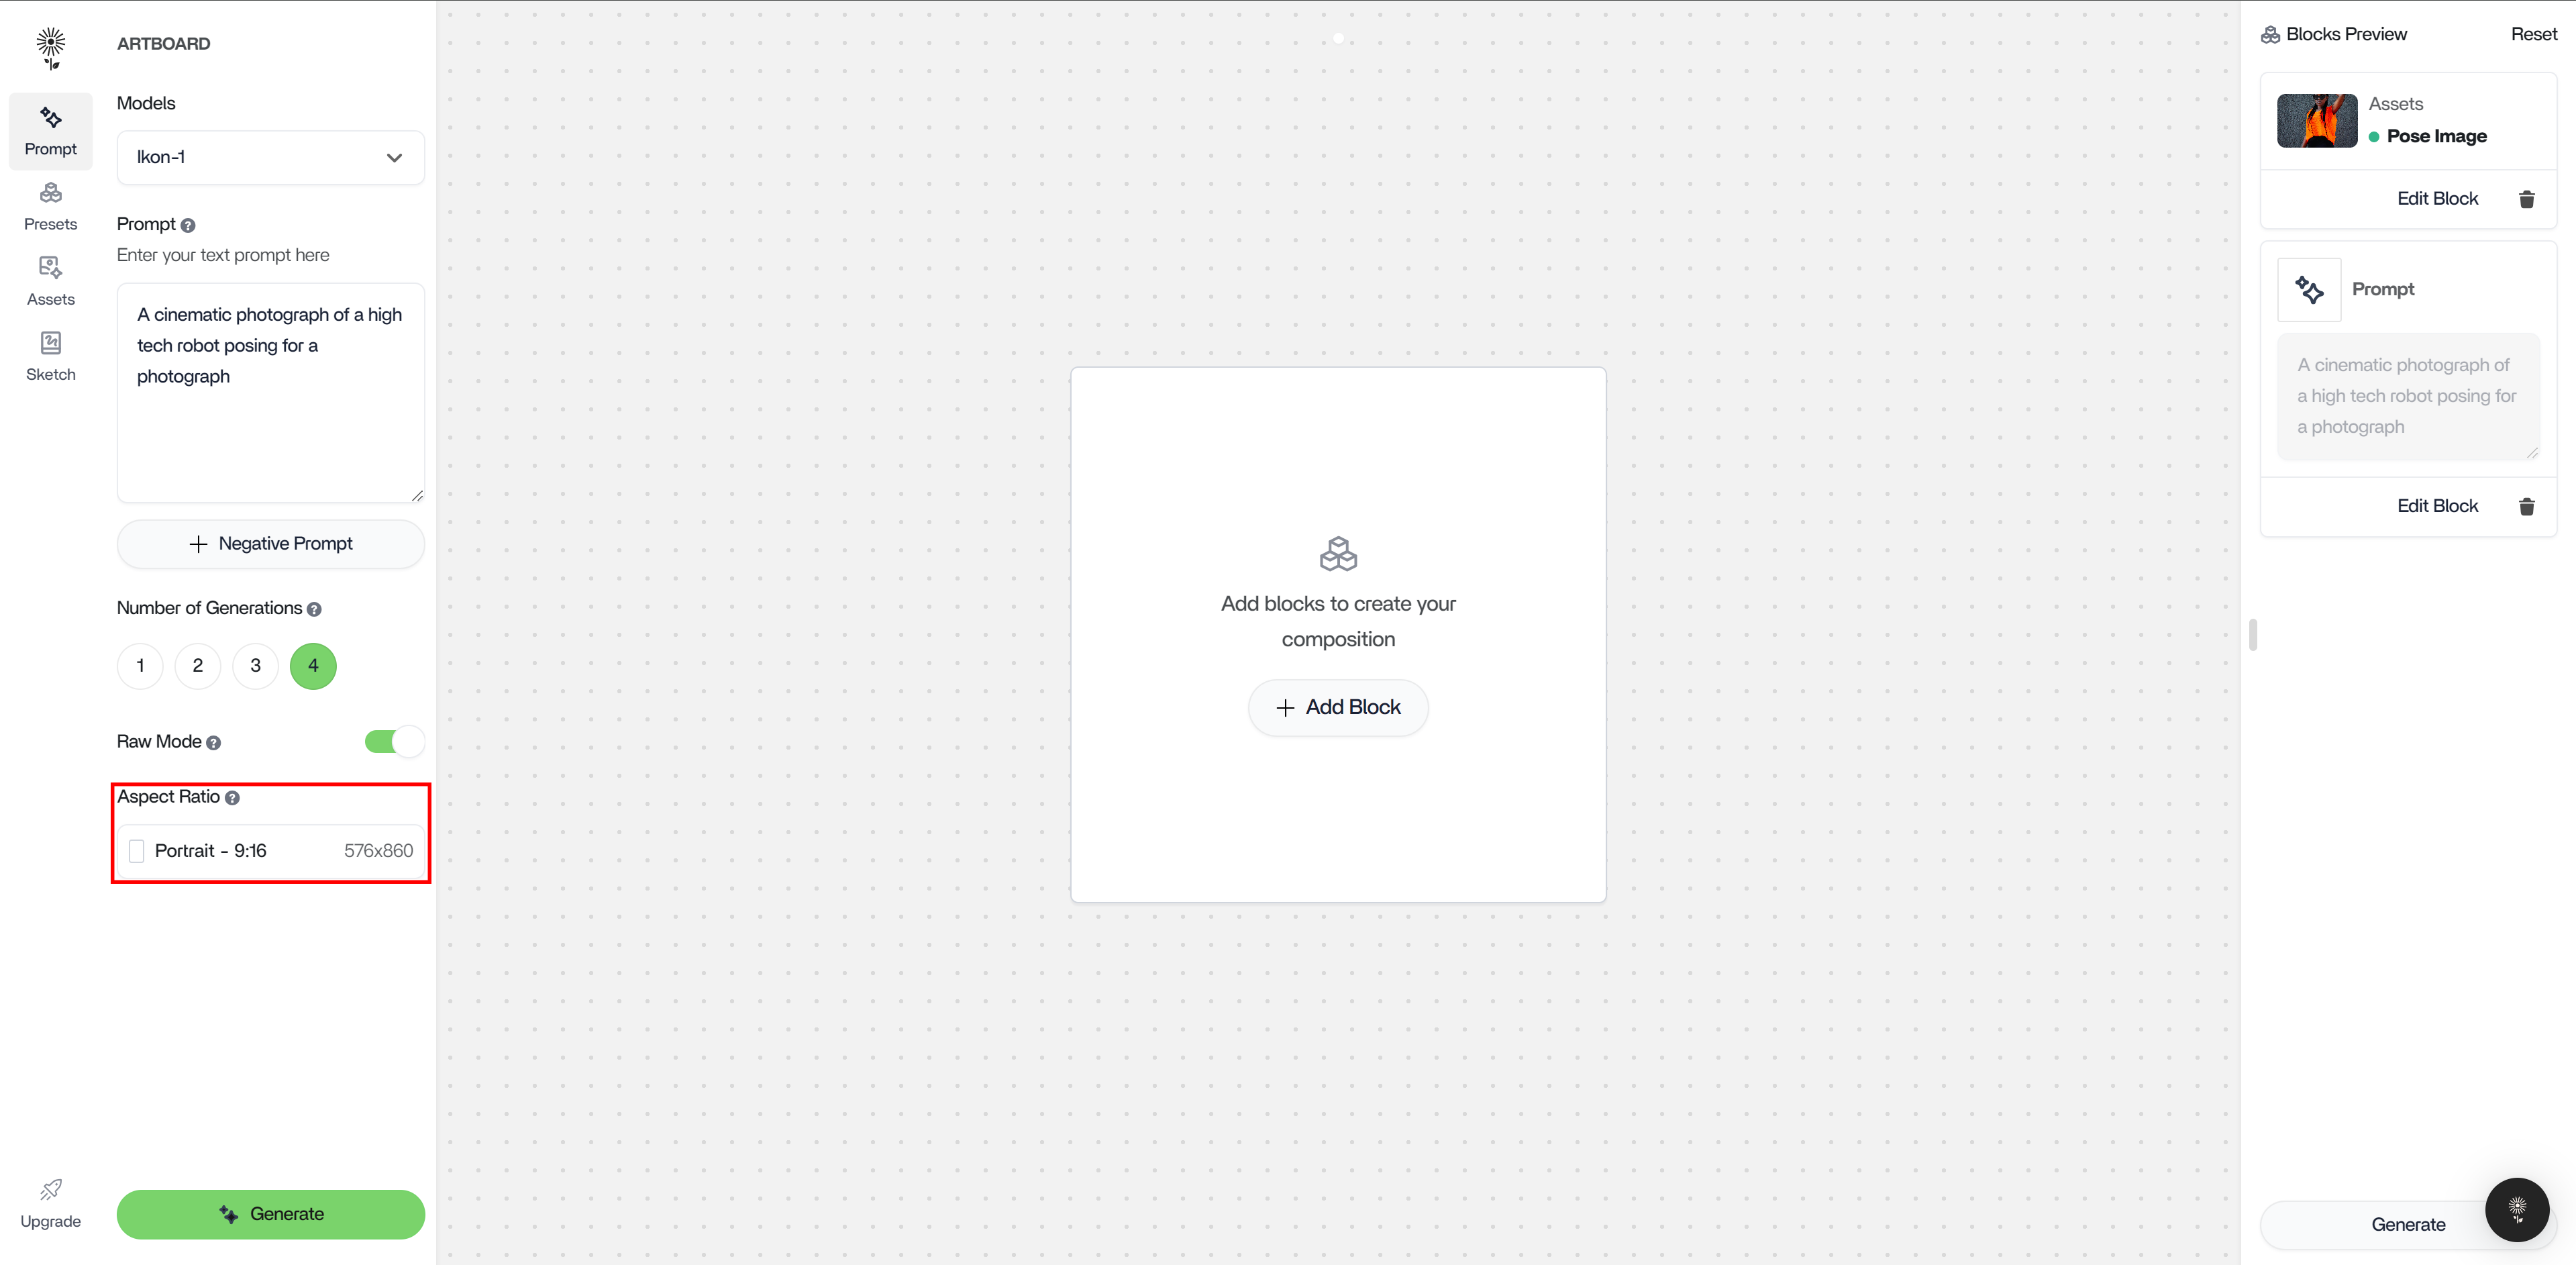 ARTBOARD
Prompt
Presets
Assets
Sketch
Upgrade
Models
Ikon-1
Prompt ?
Enter your text prompt here
A cinematic photograph of a high
tech robot posing for a
photograph
+ Negative Prompt
Number of Generations ?
1 2 3 4
Raw Mode ?
Aspect Ratio ?
Portrait - 9:16 576x860
Generate
Add blocks to create your
composition
+ Add Block
Blocks Preview Reset
Assets
Pose Image
Edit Block
Prompt
A cinematic photograph of
a high tech robot posing for
a photograph
Edit Block
Generate